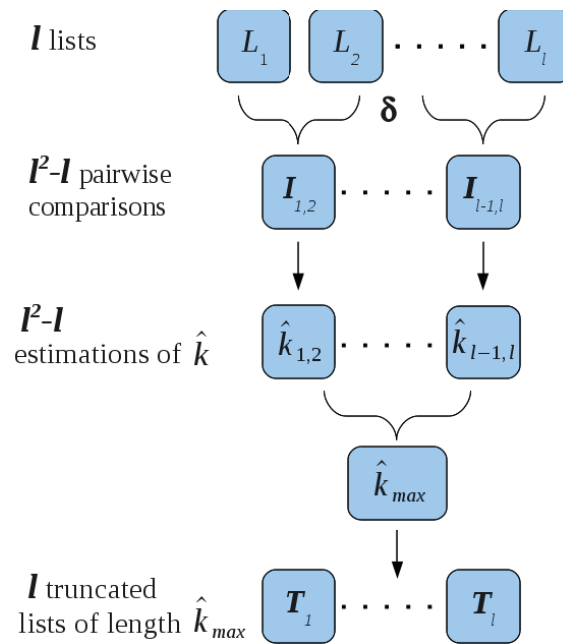 l lists L₁ L₂ . . . . . Lₗ
δ
l²-l pairwise
comparisons I₁,₂ . . . . . Iₗ₋₁,ₗ
l²-l
estimations of k̂ k̂₁,₂ . . . . . k̂ₗ₋₁,ₗ
k̂max
l truncated
lists of length k̂max T₁ . . . . . Tₗ